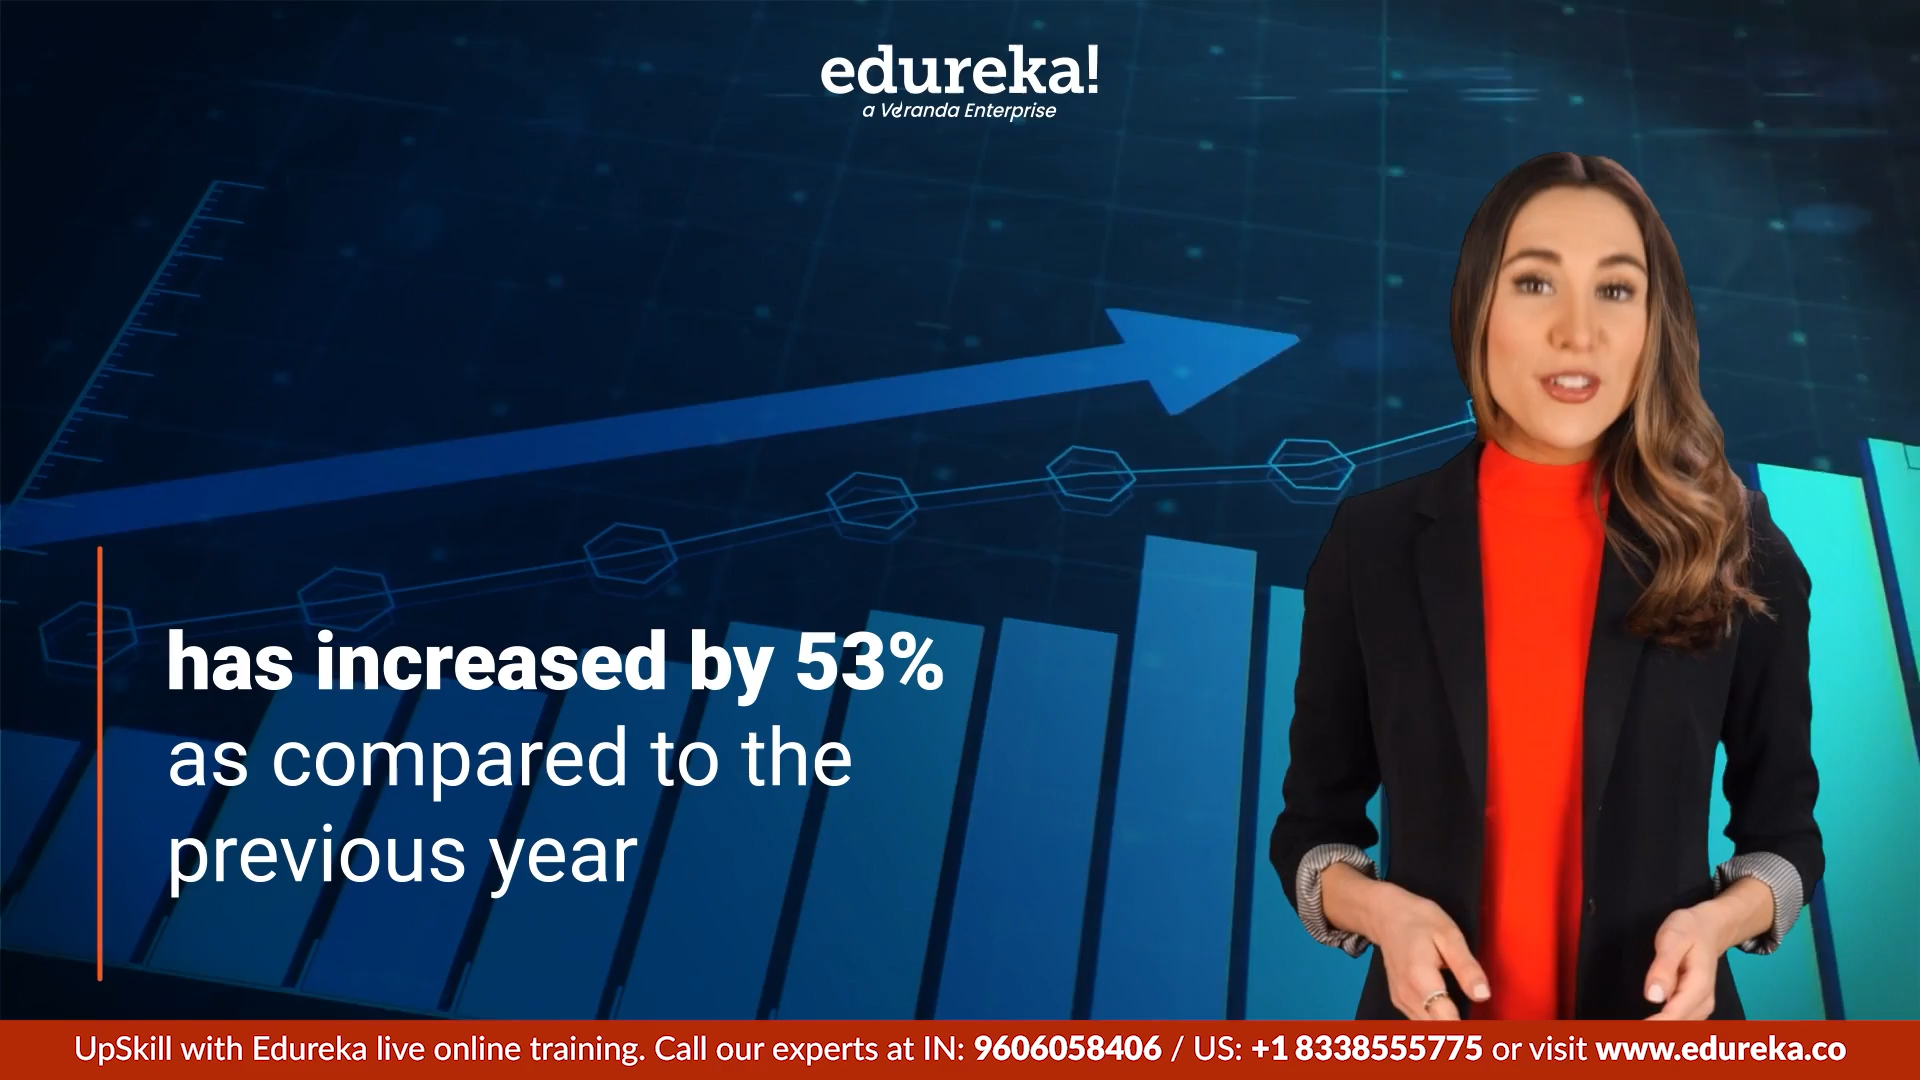 edureka!
a Veranda Enterprise
has increased by 53%
as compared to the
previous year
UpSkill with Edureka live online training. Call our experts at IN: 9606058406 / US: +1 8338555775 or visit www.edureka.co